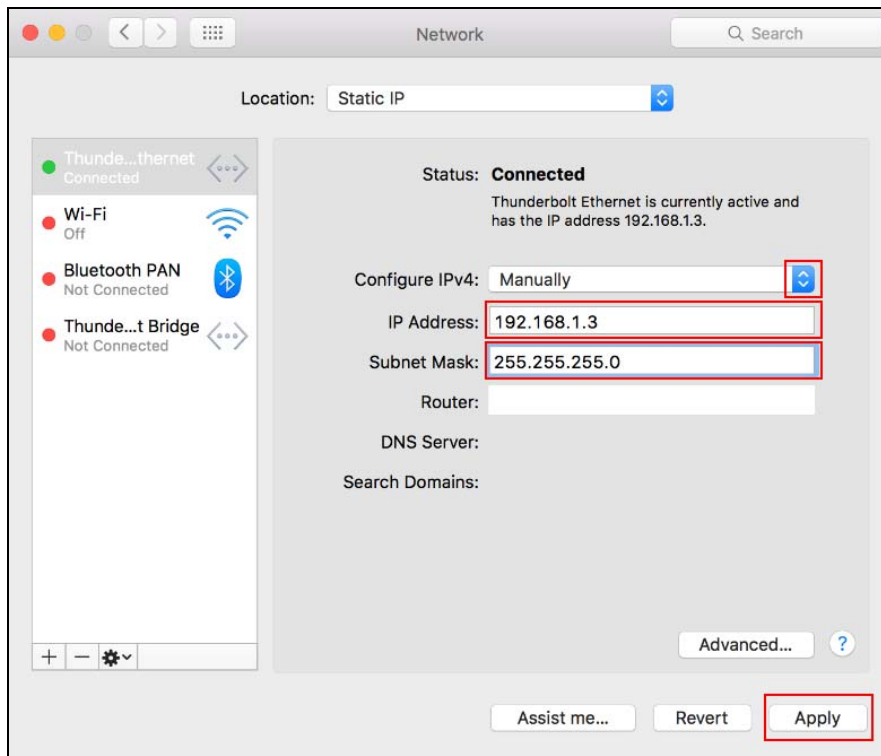 Network
Search
Location: Static IP
Thunde...thernet
Connected
Wi-Fi
Off
Bluetooth PAN
Not Connected
Thunde...t Bridge
Not Connected
Status: Connected
Thunderbolt Ethernet is currently active and
has the IP address 192.168.1.3.
Configure IPv4: Manually
IP Address: 192.168.1.3
Subnet Mask: 255.255.255.0
Router:
DNS Server:
Search Domains:
Advanced... ?
Assist me... Revert Apply